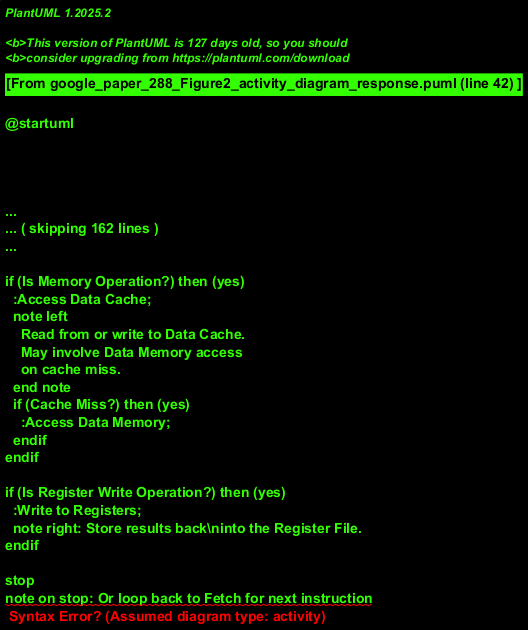 PlantUML 1.2025.2
<b>This version of PlantUML is 127 days old, so you should
<b>consider upgrading from https://plantuml.com/download
[From google_paper_288_Figure2_activity_diagram_response.puml (line 42) ]
@startuml
...
... ( skipping 162 lines )
...
if (Is Memory Operation?) then (yes)
:Access Data Cache;
note left
Read from or write to Data Cache.
May involve Data Memory access
on cache miss.
end note
if (Cache Miss?) then (yes)
:Access Data Memory;
endif
endif
if (Is Register Write Operation?) then (yes)
:Write to Registers;
note right: Store results back\ninto the Register File.
endif
stop
note on stop: Or loop back to Fetch for next instruction
Syntax Error? (Assumed diagram type: activity)